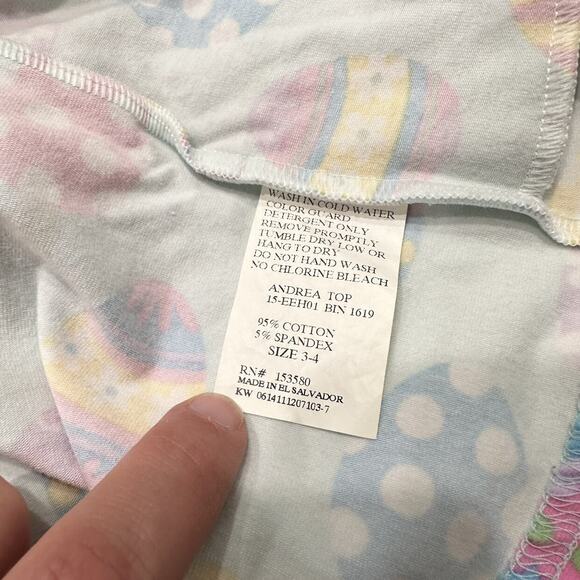 WASH IN COLD WATER
COLOR GUARD
DETERGENT ONLY
REMOVE PROMPTLY
TUMBLE DRY LOW OR
HANG TO DRY
DO NOT HAND WASH
NO CHLORINE BLEACH
ANDREA TOP
15-EEH01 BIN 1619
95% COTTON
5% SPANDEX
SIZE 3-4
RN# 153580
MADE IN EL SALVADOR
KW 0614111207103-7